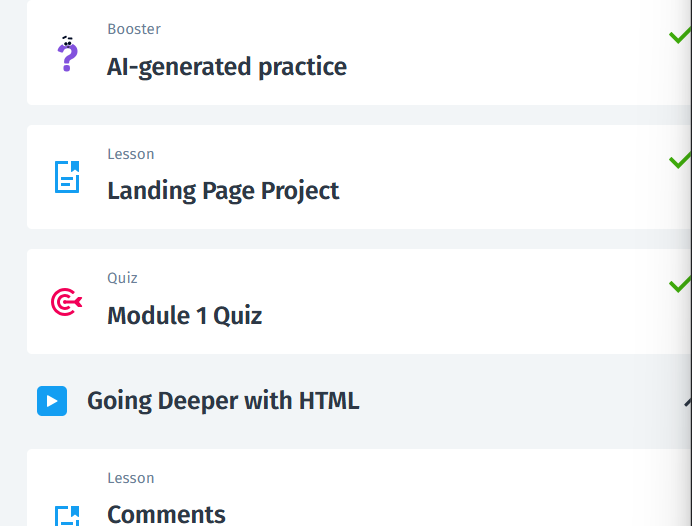 Booster
AI-generated practice
Lesson
Landing Page Project
Quiz
Module 1 Quiz
Going Deeper with HTML
Lesson
Comments